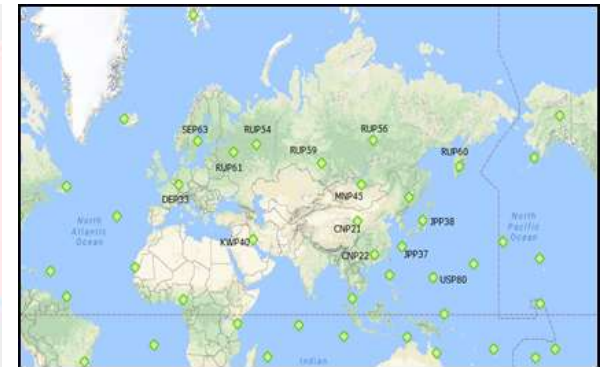 SEP63
RUP54
RUP56
RUP61
RUP59
RUP60
DEP33
MNP45
CNP21
JPP38
KWP40
CNP22
JPP37
USP80
North
Atlantic
Ocean
North
Pacific
Ocean
Indian